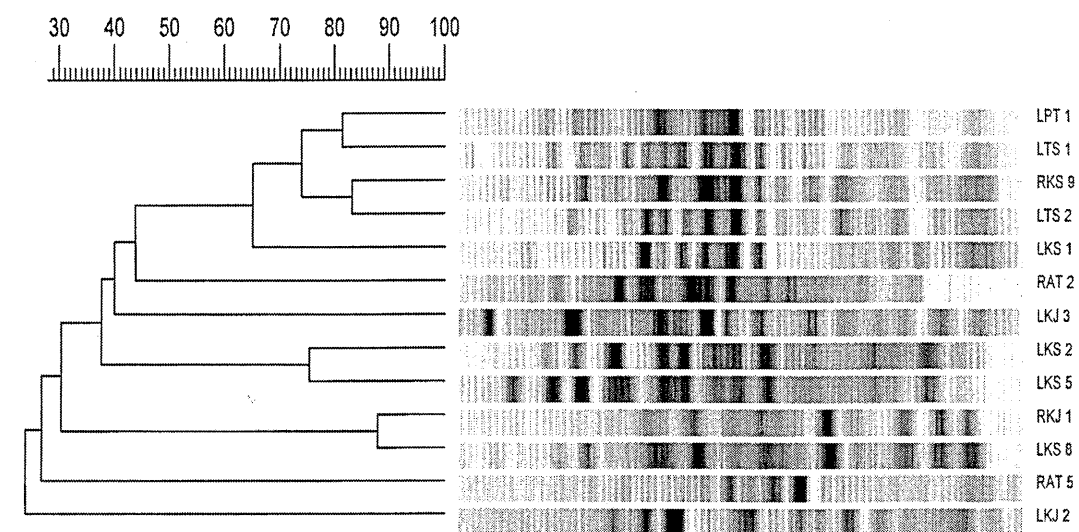 30 40 50 60 70 80 90 100
LPT 1
LTS 1
RKS 9
LTS 2
LKS 1
RAT 2
LKJ 3
LKS 2
LKS 5
RKJ 1
LKS 8
RAT 5
LKJ 2